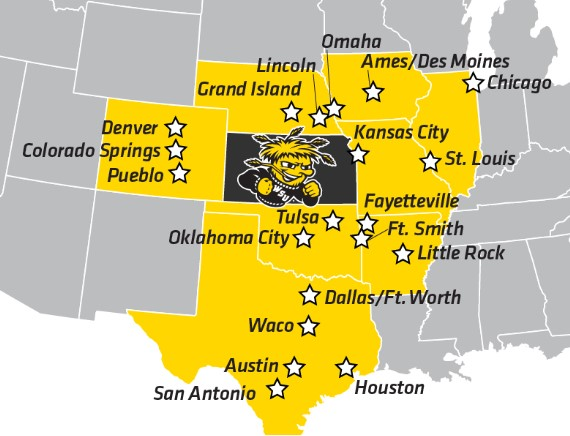 Omaha
Ames/Des Moines
Lincoln
Chicago
Grand Island
Denver
Kansas City
Colorado Springs
St. Louis
Pueblo
WSU
Fayetteville
Tulsa
Ft. Smith
Oklahoma City
Little Rock
Dallas/Ft. Worth
Waco
Austin
Houston
San Antonio